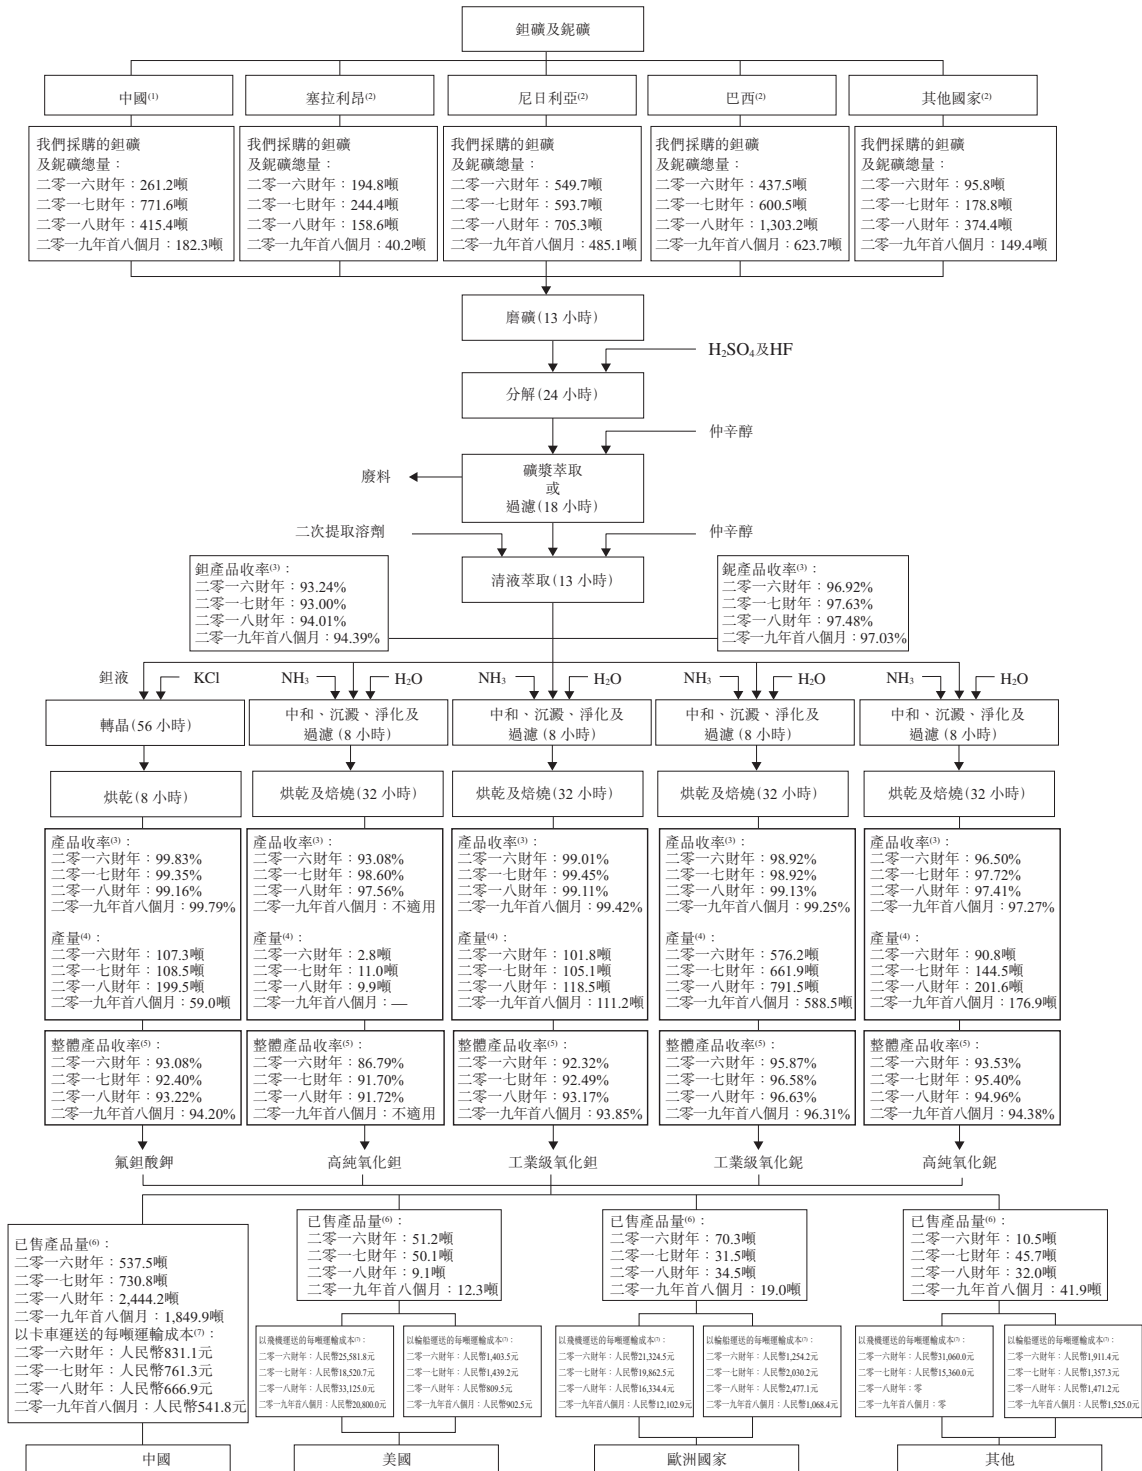 鉭礦及鈮礦
中國(1)
塞拉利昂(2)
尼日利亞(2)
巴西(2)
其他國家(2)
我們採購的鉭礦
及鈮礦總量：
二零一六財年：261.2噸
二零一七財年：771.6噸
二零一八財年：415.4噸
二零一九年首八個月：182.3噸
我們採購的鉭礦
及鈮礦總量：
二零一六財年：194.8噸
二零一七財年：244.4噸
二零一八財年：158.6噸
二零一九年首八個月：40.2噸
我們採購的鉭礦
及鈮礦總量：
二零一六財年：549.7噸
二零一七財年：593.7噸
二零一八財年：705.3噸
二零一九年首八個月：485.1噸
我們採購的鉭礦
及鈮礦總量：
二零一六財年：437.5噸
二零一七財年：600.5噸
二零一八財年：1,303.2噸
二零一九年首八個月：623.7噸
我們採購的鉭礦
及鈮礦總量：
二零一六財年：95.8噸
二零一七財年：178.8噸
二零一八財年：374.4噸
二零一九年首八個月：149.4噸
磨礦(13 小時)
H₂SO₄及HF
分解(24 小時)
仲辛醇
廢料
礦漿萃取
或
過濾(18 小時)
二次提取溶劑
仲辛醇
清液萃取(13 小時)
鉭產品收率(3)：
二零一六財年：93.24%
二零一七財年：93.00%
二零一八財年：94.01%
二零一九年首八個月：94.39%
鈮產品收率(3)：
二零一六財年：96.92%
二零一七財年：97.63%
二零一八財年：97.48%
二零一九年首八個月：97.03%
鉭液
KCl
NH₃
H₂O
NH₃
H₂O
NH₃
H₂O
NH₃
H₂O
轉晶(56 小時)
中和、沉澱、淨化及
過濾 (8 小時)
中和、沉澱、淨化及
過濾 (8 小時)
中和、沉澱、淨化及
過濾 (8 小時)
中和、沉澱、淨化及
過濾 (8 小時)
烘乾(8 小時)
烘乾及焙燒(32 小時)
烘乾及焙燒(32 小時)
烘乾及焙燒(32 小時)
烘乾及焙燒(32 小時)
產品收率(3)：
二零一六財年：99.83%
二零一七財年：99.35%
二零一八財年：99.16%
二零一九年首八個月：99.79%
產量(4)：
二零一六財年：107.3噸
二零一七財年：108.5噸
二零一八財年：199.5噸
二零一九年首八個月：59.0噸
產品收率(3)：
二零一六財年：93.08%
二零一七財年：98.60%
二零一八財年：97.56%
二零一九年首八個月：不適用
產量(4)：
二零一六財年：2.8噸
二零一七財年：11.0噸
二零一八財年：9.9噸
二零一九年首八個月：—
產品收率(3)：
二零一六財年：99.01%
二零一七財年：99.45%
二零一八財年：99.11%
二零一九年首八個月：99.42%
產量(4)：
二零一六財年：101.8噸
二零一七財年：105.1噸
二零一八財年：118.5噸
二零一九年首八個月：111.2噸
產品收率(3)：
二零一六財年：98.92%
二零一七財年：98.92%
二零一八財年：99.13%
二零一九年首八個月：99.25%
產量(4)：
二零一六財年：576.2噸
二零一七財年：661.9噸
二零一八財年：791.5噸
二零一九年首八個月：588.5噸
產品收率(3)：
二零一六財年：96.50%
二零一七財年：97.72%
二零一八財年：97.41%
二零一九年首八個月：97.27%
產量(4)：
二零一六財年：90.8噸
二零一七財年：144.5噸
二零一八財年：201.6噸
二零一九年首八個月：176.9噸
整體產品收率(5)：
二零一六財年：93.08%
二零一七財年：92.40%
二零一八財年：93.22%
二零一九年首八個月：94.20%
整體產品收率(5)：
二零一六財年：86.79%
二零一七財年：91.70%
二零一八財年：91.72%
二零一九年首八個月：不適用
整體產品收率(5)：
二零一六財年：92.32%
二零一七財年：92.49%
二零一八財年：93.17%
二零一九年首八個月：93.85%
整體產品收率(5)：
二零一六財年：95.87%
二零一七財年：96.58%
二零一八財年：96.63%
二零一九年首八個月：96.31%
整體產品收率(5)：
二零一六財年：93.53%
二零一七財年：95.40%
二零一八財年：94.96%
二零一九年首八個月：94.38%
氟鉭酸鉀
高純氧化鉭
工業級氧化鉭
工業級氧化鈮
高純氧化鈮
已售產品量(6)：
二零一六財年：537.5噸
二零一七財年：730.8噸
二零一八財年：2,444.2噸
二零一九年首八個月：1,849.9噸
以卡車運送的每噸運輸成本(7)：
二零一六財年：人民幣831.1元
二零一七財年：人民幣761.3元
二零一八財年：人民幣666.9元
二零一九年首八個月：人民幣541.8元
已售產品量(6)：
二零一六財年：51.2噸
二零一七財年：50.1噸
二零一八財年：9.1噸
二零一九年首八個月：12.3噸
已售產品量(6)：
二零一六財年：70.3噸
二零一七財年：31.5噸
二零一八財年：34.5噸
二零一九年首八個月：19.0噸
已售產品量(6)：
二零一六財年：10.5噸
二零一七財年：45.7噸
二零一八財年：32.0噸
二零一九年首八個月：41.9噸
以飛機運送的每噸運輸成本(7)：
二零一六財年：人民幣25,581.8元
二零一七財年：人民幣18,520.7元
二零一八財年：人民幣33,125.0元
二零一九年首八個月：人民幣20,800.0元
以輪船運送的每噸運輸成本(7)：
二零一六財年：人民幣1,403.5元
二零一七財年：人民幣1,439.2元
二零一八財年：人民幣809.5元
二零一九年首八個月：人民幣902.5元
以飛機運送的每噸運輸成本(7)：
二零一六財年：人民幣21,324.5元
二零一七財年：人民幣19,862.5元
二零一八財年：人民幣16,334.4元
二零一九年首八個月：人民幣12,102.9元
以輪船運送的每噸運輸成本(7)：
二零一六財年：人民幣1,254.2元
二零一七財年：人民幣2,030.2元
二零一八財年：人民幣2,477.1元
二零一九年首八個月：人民幣1,068.4元
以飛機運送的每噸運輸成本(7)：
二零一六財年：人民幣31,060.0元
二零一七財年：人民幣15,360.0元
二零一八財年：零
二零一九年首八個月：零
以輪船運送的每噸運輸成本(7)：
二零一六財年：人民幣1,911.4元
二零一七財年：人民幣1,357.3元
二零一八財年：人民幣1,471.2元
二零一九年首八個月：人民幣1,525.0元
中國
美國
歐洲國家
其他